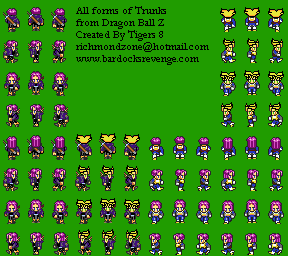 All forms of Trunks
from Dragon Ball Z
Created By Tigers 8
richmondzone@hotmail.com
www.bardocksrevenge.com